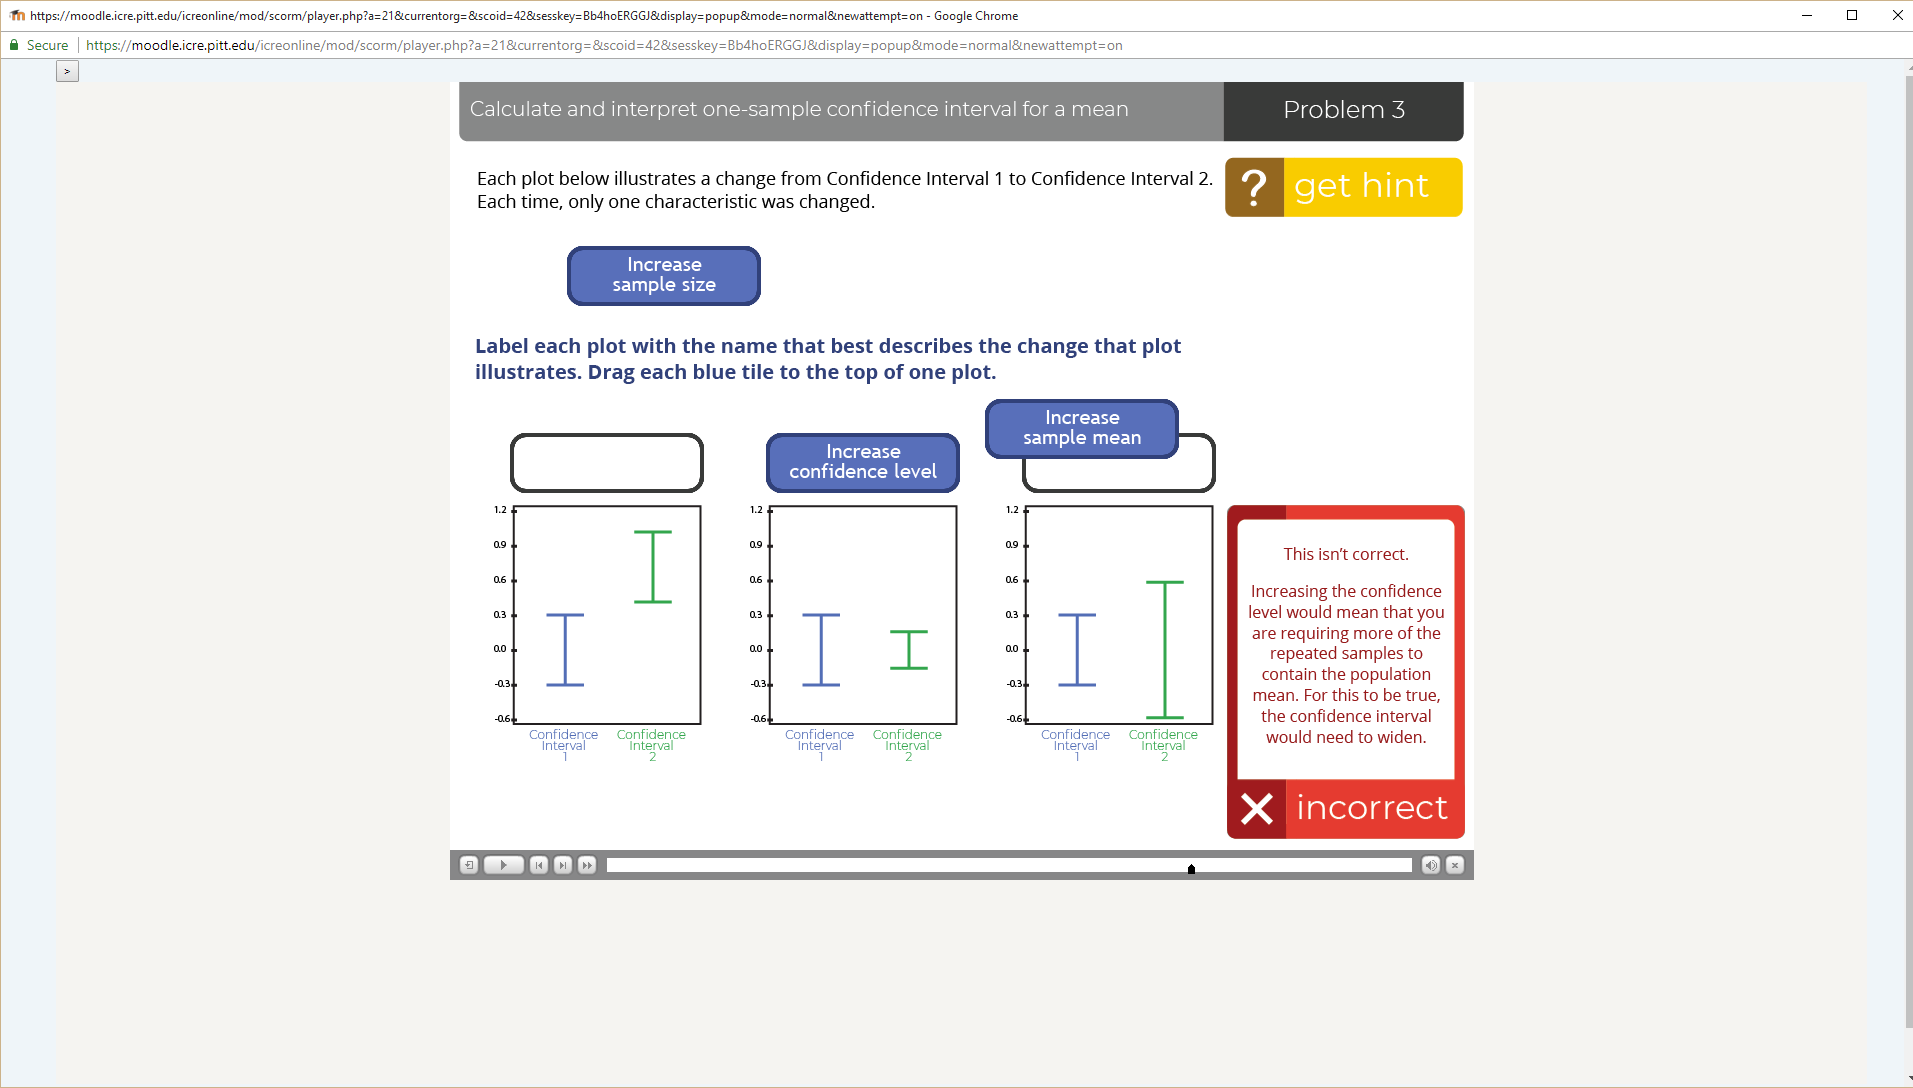 https://moodle.icre.pitt.edu/icreonline/mod/scorm/player.php?a=21&currentorg=&scoid=42&sesskey=Bb4hoERGGJ&display=popup&mode=normal&newattempt=on - Google Chrome
Secure | https://moodle.icre.pitt.edu/icreonline/mod/scorm/player.php?a=21&currentorg=&scoid=42&sesskey=Bb4hoERGGJ&display=popup&mode=normal&newattempt=on
>
Calculate and interpret one-sample confidence interval for a mean
Problem 3
Each plot below illustrates a change from Confidence Interval 1 to Confidence Interval 2.
Each time, only one characteristic was changed.
? get hint
Increase
sample size
Label each plot with the name that best describes the change that plot
illustrates. Drag each blue tile to the top of one plot.
Increase
confidence level
Increase
sample mean
1.2
0.9
0.6
0.3
0.0
-0.3
-0.6
Confidence
Interval
1
Confidence
Interval
2
1.2
0.9
0.6
0.3
0.0
-0.3
-0.6
Confidence
Interval
1
Confidence
Interval
2
1.2
0.9
0.6
0.3
0.0
-0.3
-0.6
Confidence
Interval
1
Confidence
Interval
2
This isn’t correct.
Increasing the confidence
level would mean that you
are requiring more of the
repeated samples to
contain the population
mean. For this to be true,
the confidence interval
would need to widen.
incorrect